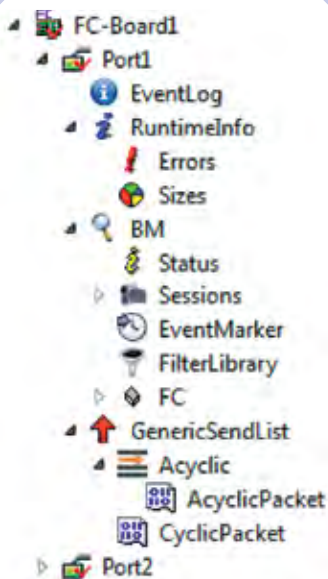 FC-Board1
Port1
EventLog
RuntimeInfo
Errors
Sizes
BM
Status
Sessions
EventMarker
FilterLibrary
FC
GenericSendList
Acyclic
AcyclicPacket
CyclicPacket
Port2